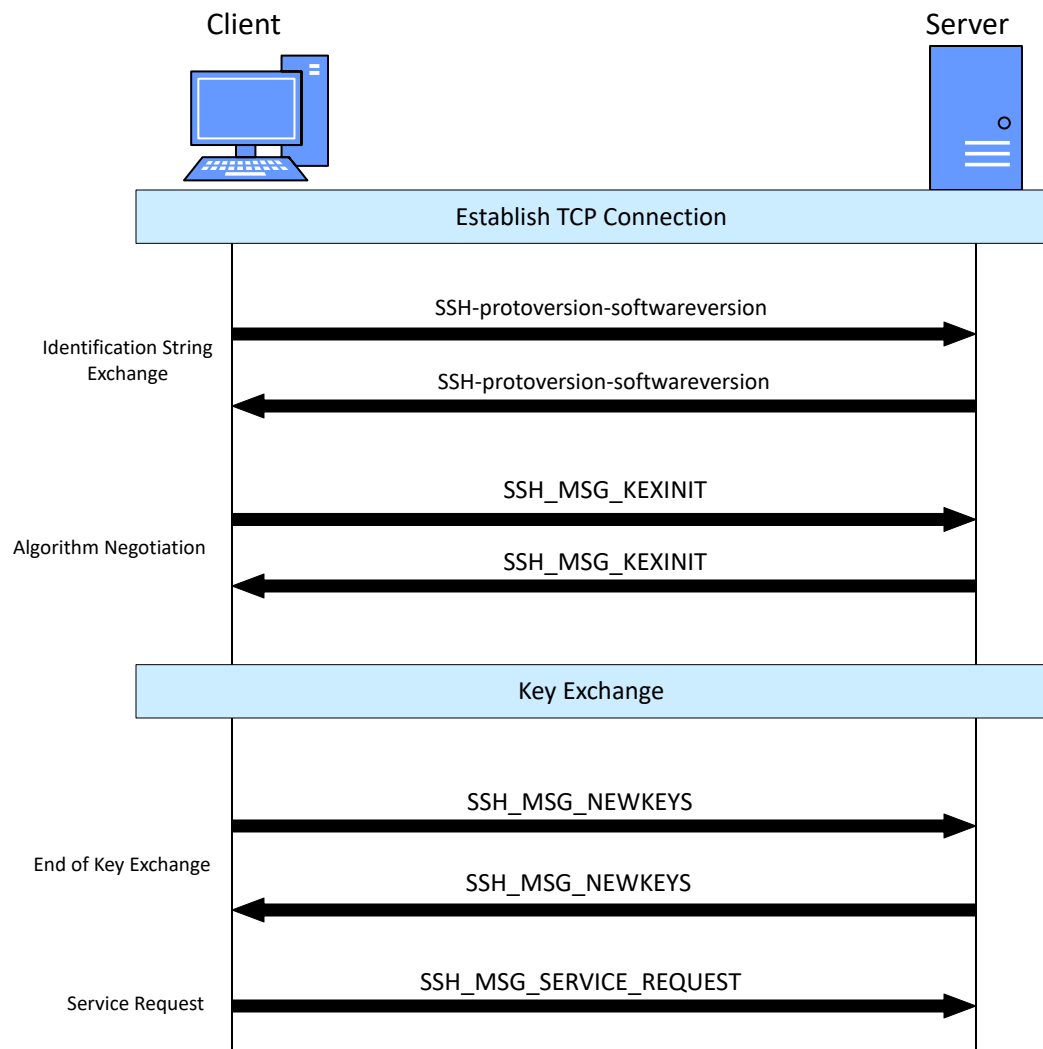 Client
Server
Establish TCP Connection
SSH-protoversion-softwareversion
Identification String
Exchange
SSH-protoversion-softwareversion
SSH_MSG_KEXINIT
Algorithm Negotiation
SSH_MSG_KEXINIT
Key Exchange
SSH_MSG_NEWKEYS
End of Key Exchange
SSH_MSG_NEWKEYS
SSH_MSG_SERVICE_REQUEST
Service Request